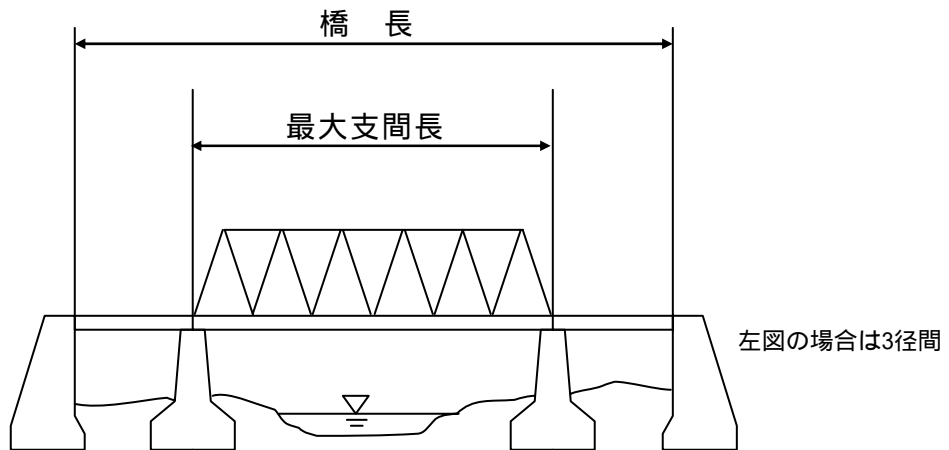 橋　長
最大支間長
左図の場合は3径間